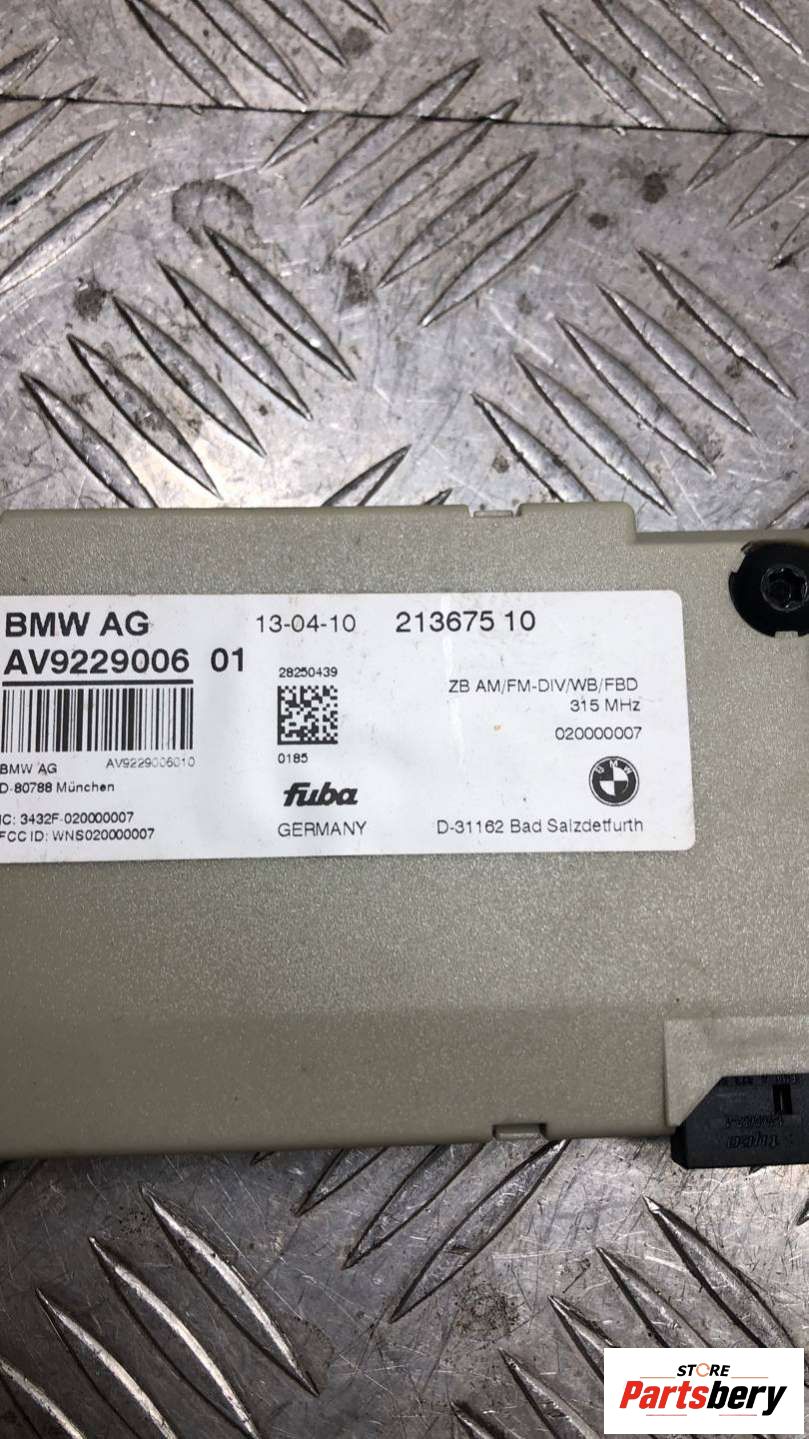 BMW AG 13-04-10 213675 10
AV9229006 01
28250439
ZB AM/FM-DIV/WB/FBD
315 MHz
020000007
0185
BMW AG AV9229006010
D-80788 München
IC: 3432F-020000007
FCC ID: WNS020000007
fuba
GERMANY
BMW
D-31162 Bad Salzdetfurth
tyco
STORE
Partsbery